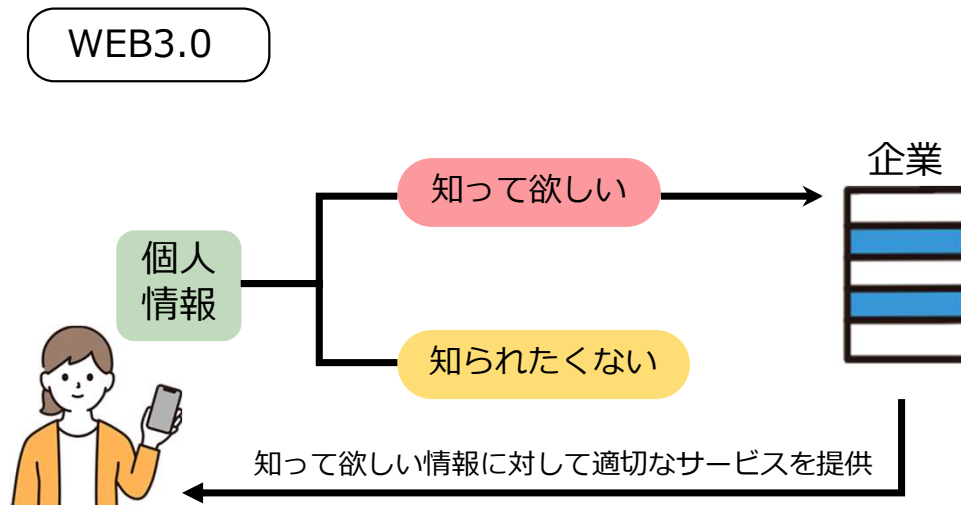 WEB3.0
企業
知って欲しい
個人
情報
知られたくない
知って欲しい情報に対して適切なサービスを提供